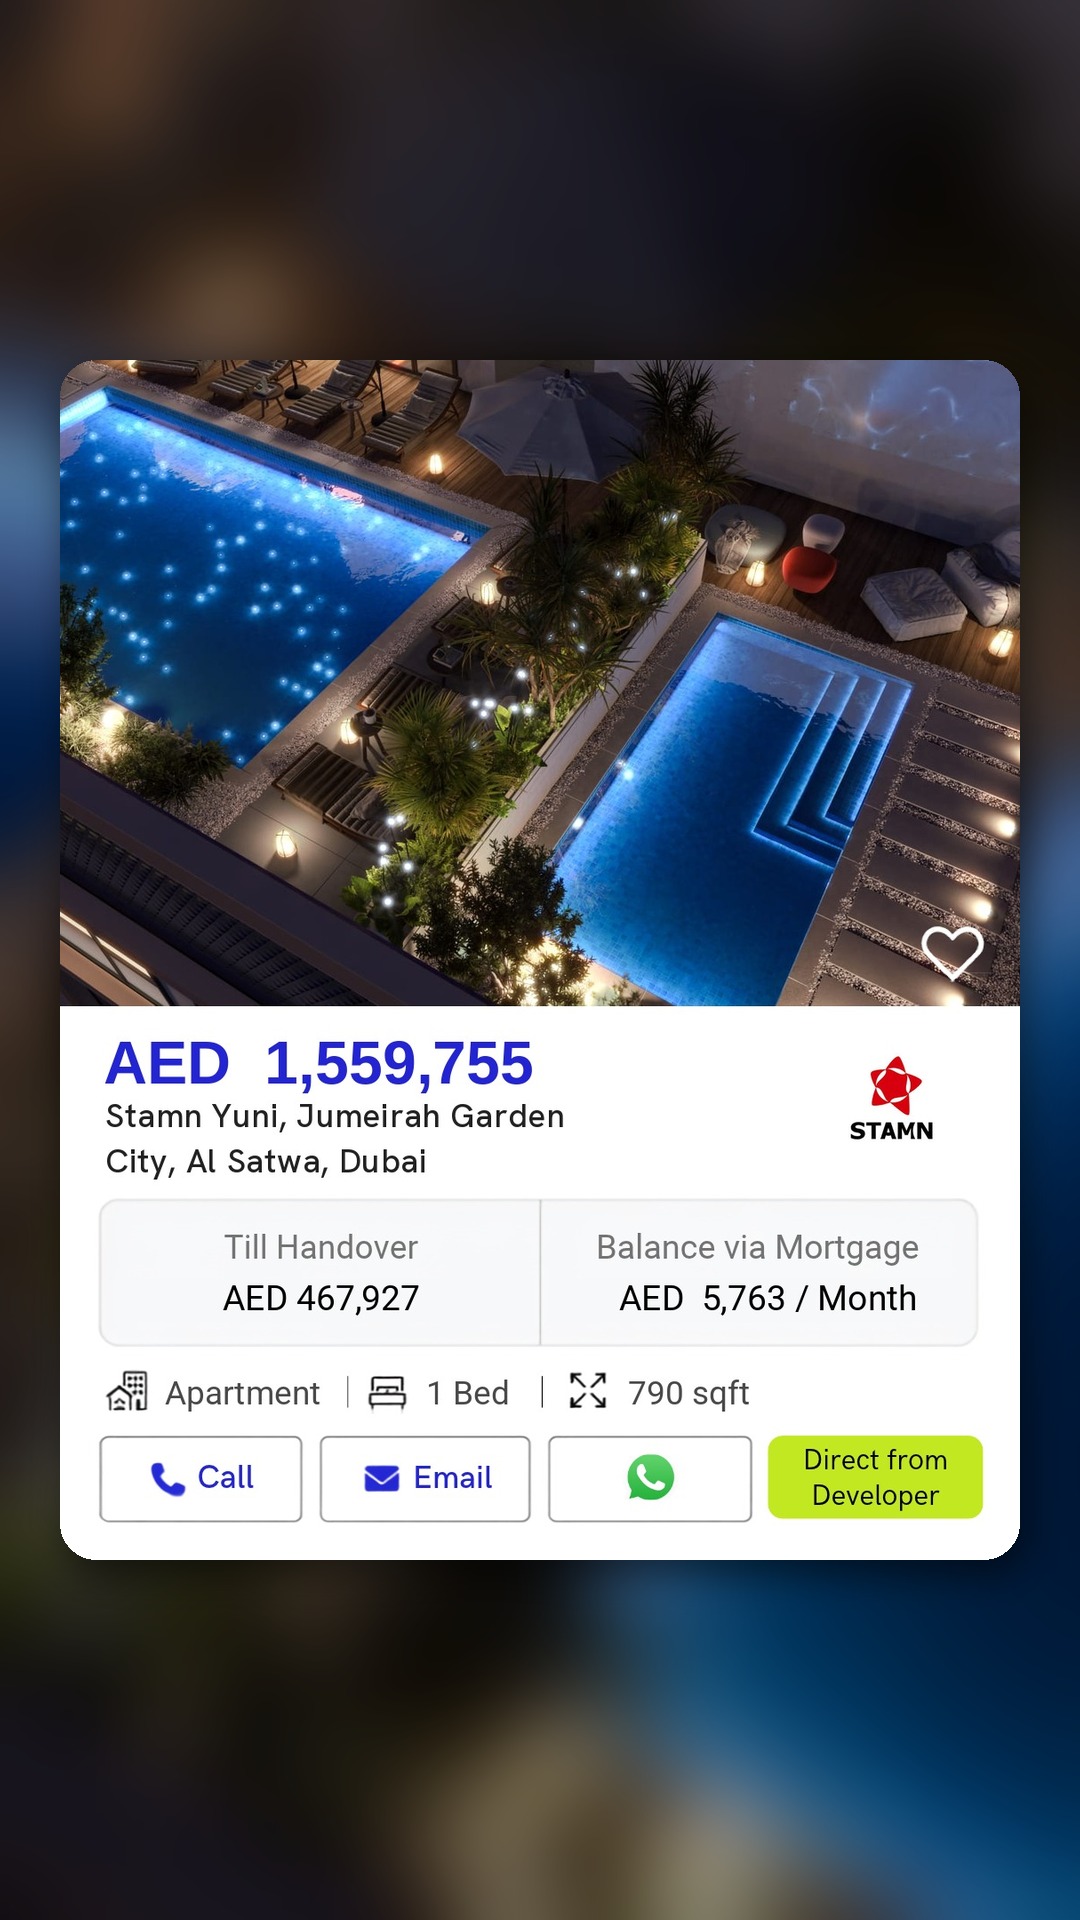 AED 1,559,755
Stamn Yuni, Jumeirah Garden
City, Al Satwa, Dubai
STAMN
Till Handover
AED 467,927
Balance via Mortgage
AED 5,763 / Month
Apartment
1 Bed
790 sqft
Call
Email
Direct from
Developer